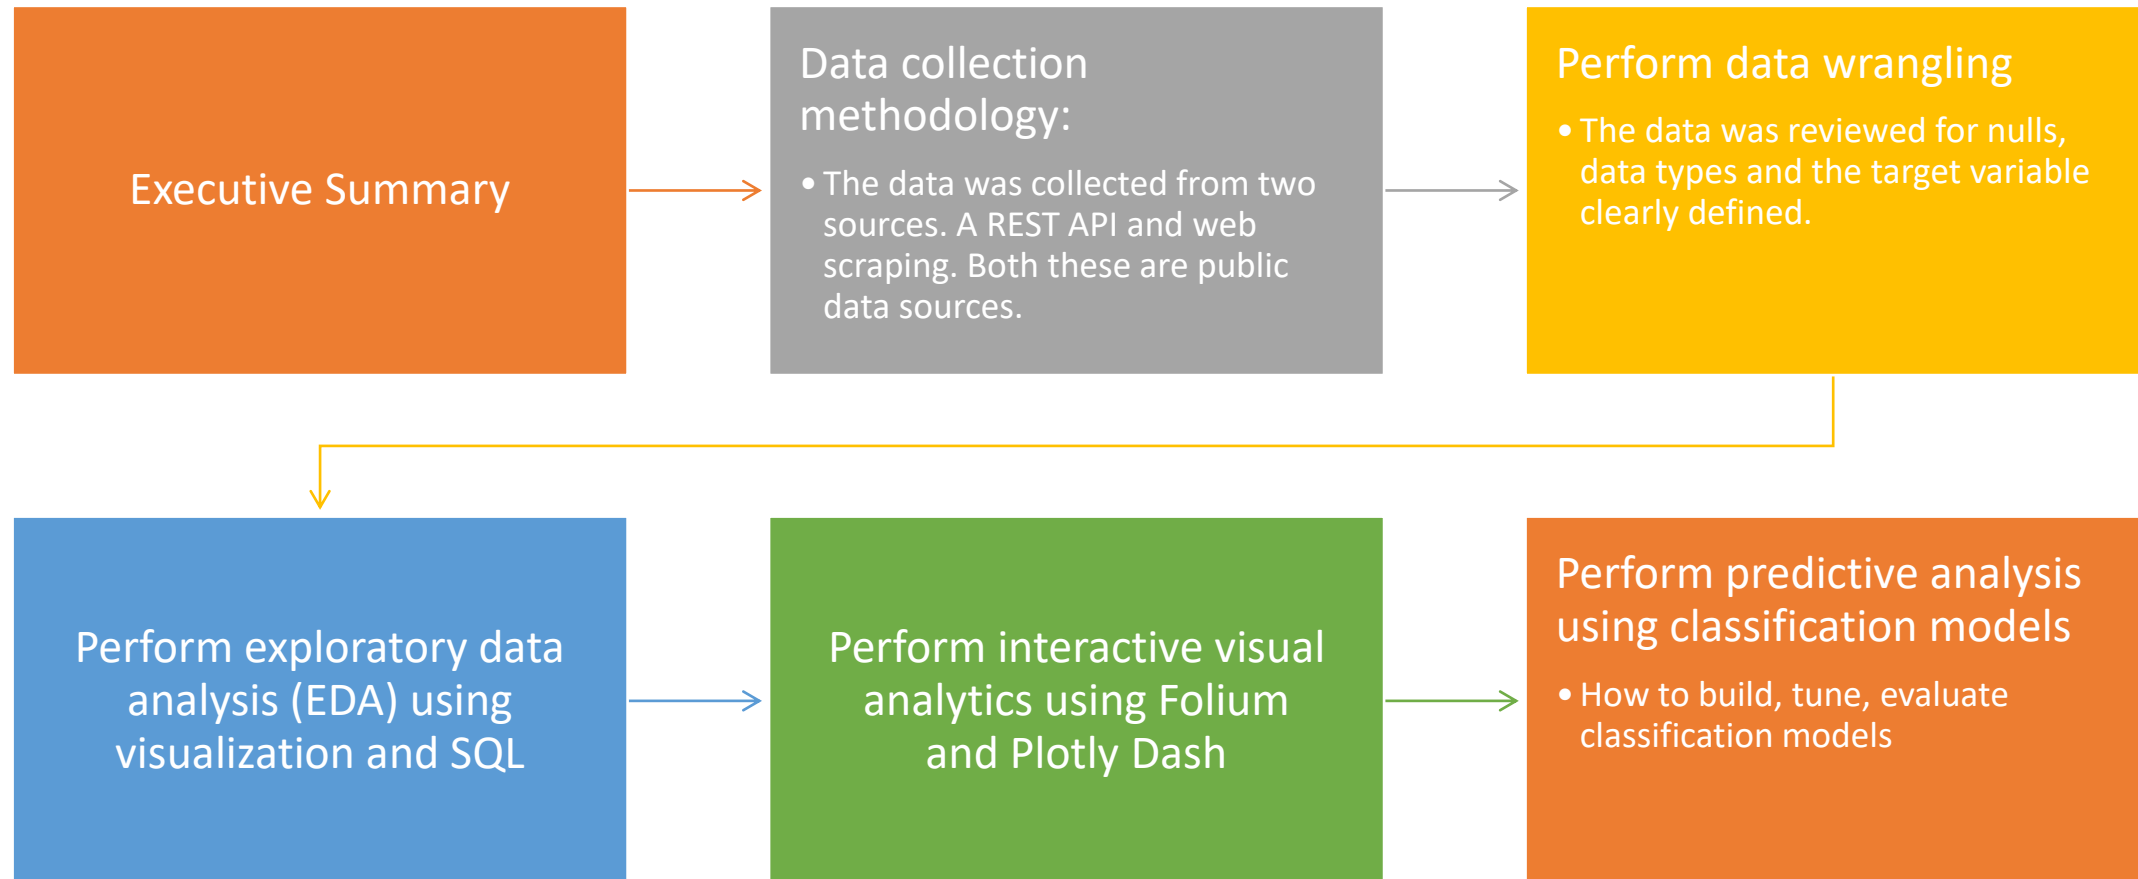 Executive Summary
Data collection
methodology:
• The data was collected from two
sources. A REST API and web
scraping. Both these are public
data sources.
Perform data wrangling
• The data was reviewed for nulls,
data types and the target variable
clearly defined.
Perform exploratory data
analysis (EDA) using
visualization and SQL
Perform interactive visual
analytics using Folium
and Plotly Dash
Perform predictive analysis
using classification models
• How to build, tune, evaluate
classification models